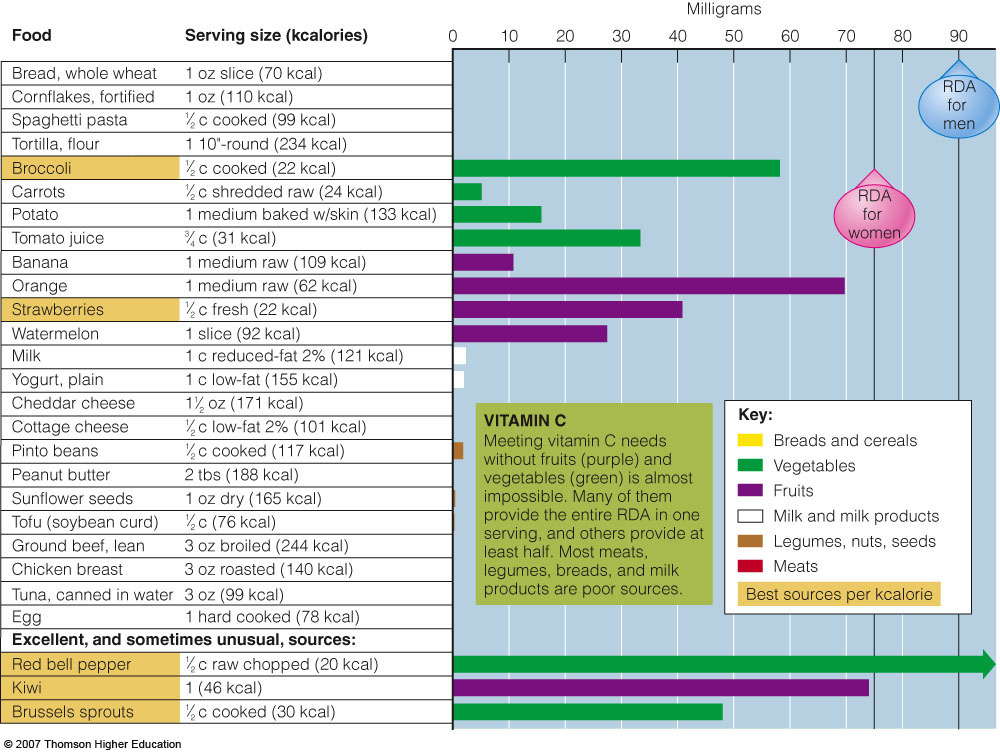 Milligrams
Food Serving size (kcalories) 0 10 20 30 40 50 60 70 80 90
Bread, whole wheat 1 oz slice (70 kcal)
Cornflakes, fortified 1 oz (110 kcal)
Spaghetti pasta ½ c cooked (99 kcal)
Tortilla, flour 1 10"-round (234 kcal)
Broccoli ½ c cooked (22 kcal)
Carrots ½ c shredded raw (24 kcal)
Potato 1 medium baked w/skin (133 kcal)
Tomato juice ¾ c (31 kcal)
Banana 1 medium raw (109 kcal)
Orange 1 medium raw (62 kcal)
Strawberries ½ c fresh (22 kcal)
Watermelon 1 slice (92 kcal)
Milk 1 c reduced-fat 2% (121 kcal)
Yogurt, plain 1 c low-fat (155 kcal)
Cheddar cheese 1½ oz (171 kcal)
Cottage cheese ½ c low-fat 2% (101 kcal)
Pinto beans ½ c cooked (117 kcal)
Peanut butter 2 tbs (188 kcal)
Sunflower seeds 1 oz dry (165 kcal)
Tofu (soybean curd) ½ c (76 kcal)
Ground beef, lean 3 oz broiled (244 kcal)
Chicken breast 3 oz roasted (140 kcal)
Tuna, canned in water 3 oz (99 kcal)
Egg 1 hard cooked (78 kcal)
Excellent, and sometimes unusual, sources:
Red bell pepper ½ c raw chopped (20 kcal)
Kiwi 1 (46 kcal)
Brussels sprouts ½ c cooked (30 kcal)
RDA
for
men
RDA
for
women
VITAMIN C
Meeting vitamin C needs
without fruits (purple) and
vegetables (green) is almost
impossible. Many of them
provide the entire RDA in one
serving, and others provide at
least half. Most meats,
legumes, breads, and milk
products are poor sources.
Key:
Breads and cereals
Vegetables
Fruits
Milk and milk products
Legumes, nuts, seeds
Meats
Best sources per kcalorie
© 2007 Thomson Higher Education